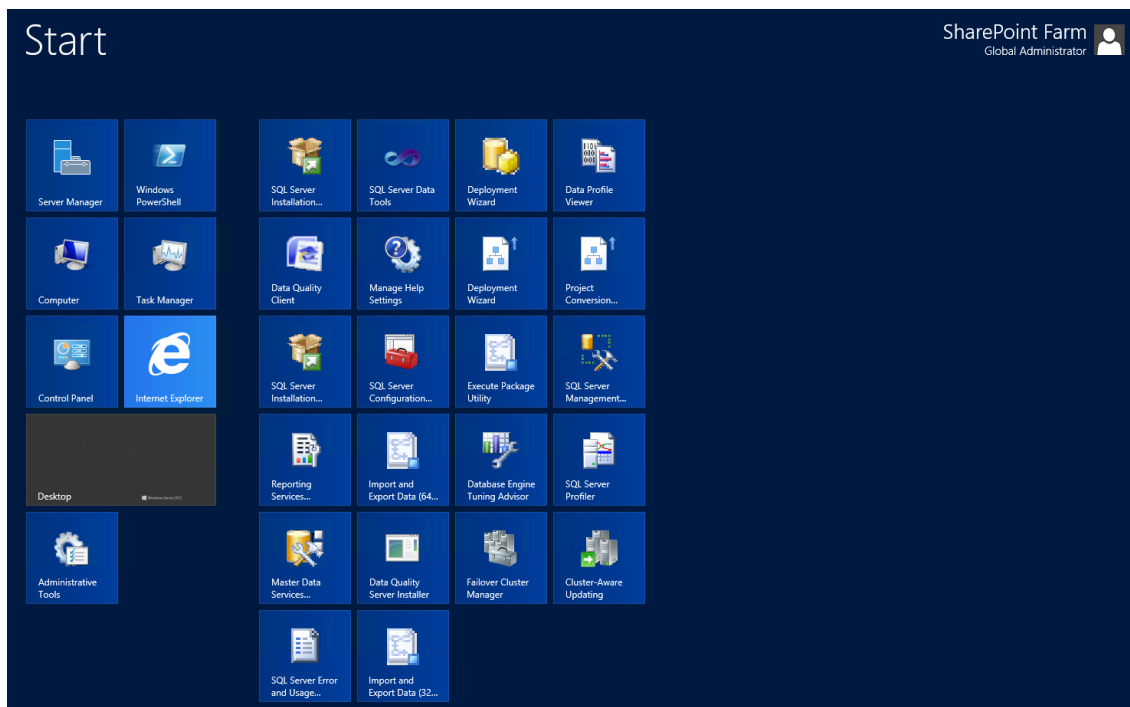 Start
SharePoint Farm
Global Administrator
Server Manager
Windows
PowerShell
SQL Server
Installation...
SQL Server Data
Tools
Deployment
Wizard
Data Profile
Viewer
Computer
Task Manager
Data Quality
Client
Manage Help
Settings
Deployment
Wizard
Project
Conversion...
Control Panel
Internet Explorer
SQL Server
Installation...
SQL Server
Configuration...
Execute Package
Utility
SQL Server
Management...
Desktop
Windows Server 2012
Reporting
Services...
Import and
Export Data (64...
Database Engine
Tuning Advisor
SQL Server
Profiler
Administrative
Tools
Master Data
Services...
Data Quality
Server Installer
Failover Cluster
Manager
Cluster-Aware
Updating
SQL Server Error
and Usage...
Import and
Export Data (32...